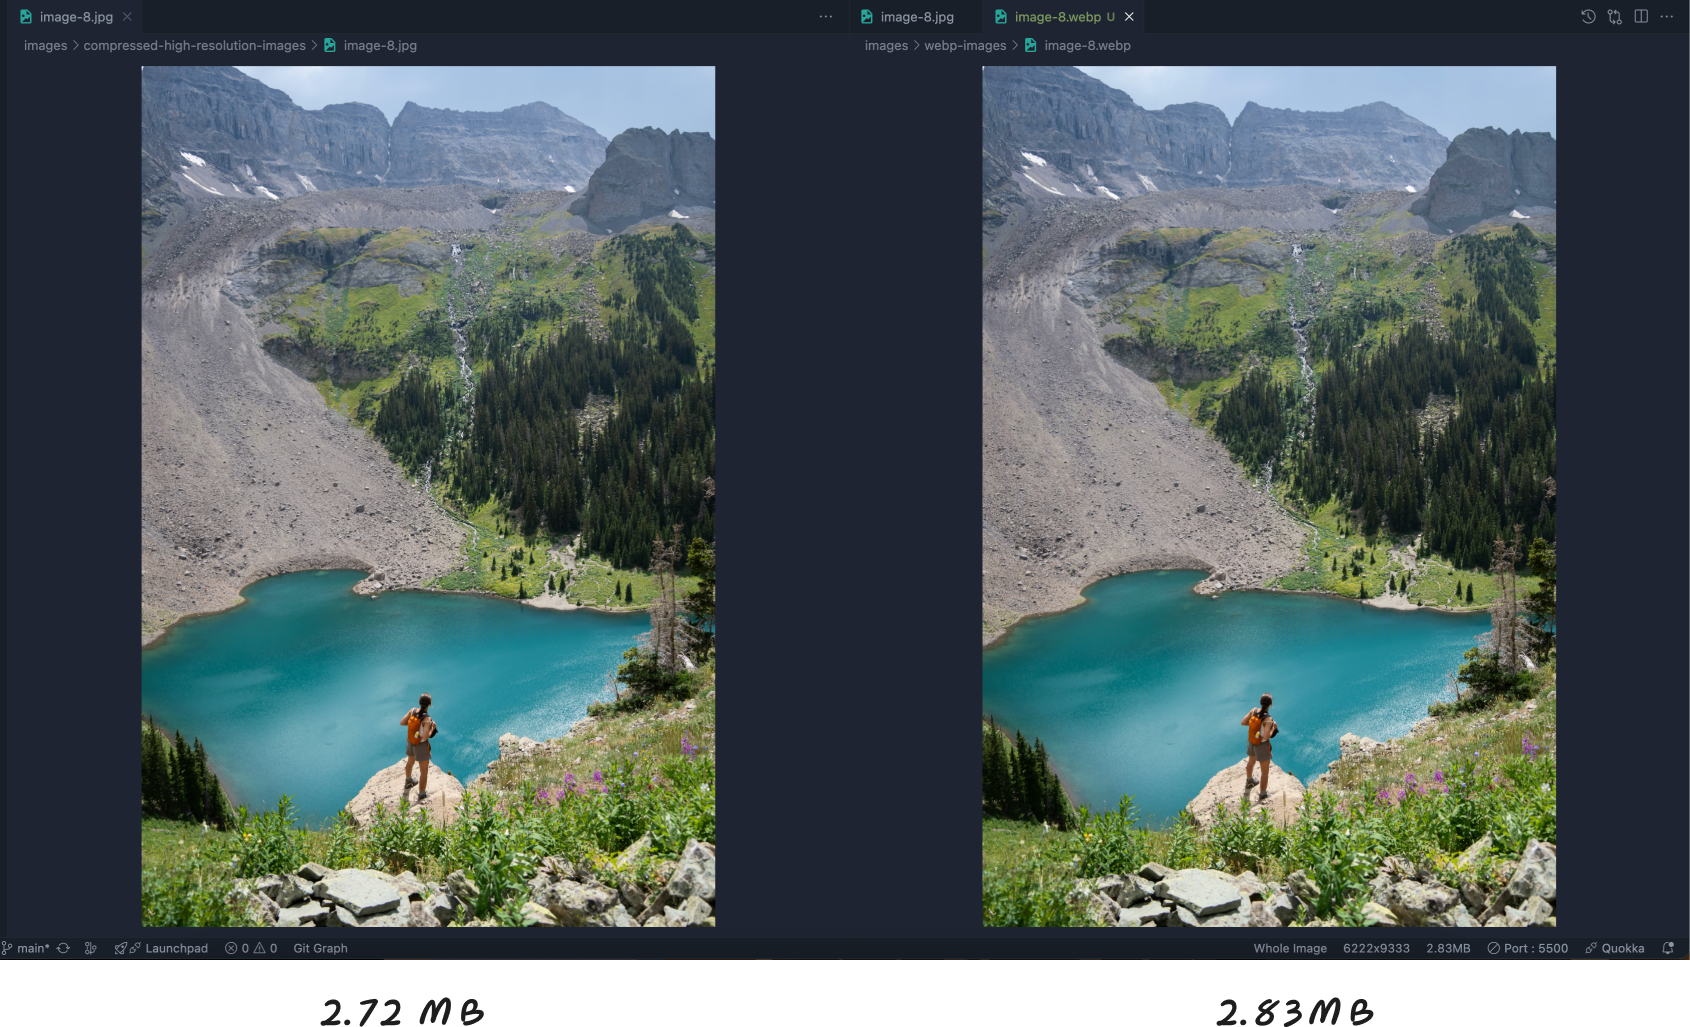 image-8.jpg
image-8.jpg
image-8.webp U
images > compressed-high-resolution-images > image-8.jpg
images > webp-images > image-8.webp
main* Launchpad 0 0 Git Graph
Whole Image 6222x9333 2.83MB Port : 5500 Quokka
2.72 MB
2.83MB